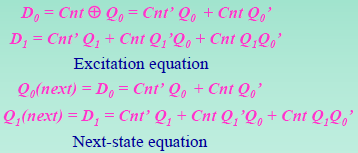 D₀ = Cnt ⊕ Q₀ = Cnt’ Q₀ + Cnt Q₀’
D₁ = Cnt’ Q₁ + Cnt Q₁’Q₀ + Cnt Q₁Q₀’
Excitation equation
Q₀(next) = D₀ = Cnt’ Q₀ + Cnt Q₀’
Q₁(next) = D₁ = Cnt’ Q₁ + Cnt Q₁’Q₀ + Cnt Q₁Q₀’
Next-state equation